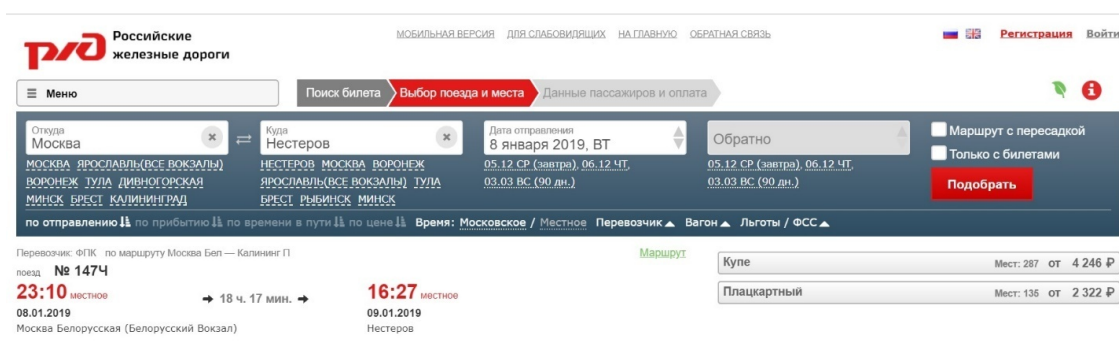 Российские
железные дороги
МОБИЛЬНАЯ ВЕРСИЯ ДЛЯ СЛАБОВИДЯЩИХ НА ГЛАВНУЮ ОБРАТНАЯ СВЯЗЬ
Регистрация Войти
Меню
Поиск билета Выбор поезда и места Данные пассажиров и оплата
Откуда
Москва
Куда
Нестеров
Дата отправления
8 января 2019, ВТ
Обратно
Маршрут с пересадкой
Только с билетами
Подобрать
МОСКВА ЯРОСЛАВЛЬ(ВСЕ ВОКЗАЛЫ)
ВОРОНЕЖ ТУЛА ДИВНОГОРСКАЯ
МИНСК БРЕСТ КАЛИНИНГРАД
НЕСТЕРОВ МОСКВА ВОРОНЕЖ
ЯРОСЛАВЛЬ(ВСЕ ВОКЗАЛЫ) ТУЛА
БРЕСТ РЫБИНСК МИНСК
05.12 СР (завтра), 06.12 ЧТ,
03.03 ВС (90 дн.)
05.12 СР (завтра), 06.12 ЧТ,
03.03 ВС (90 дн.)
по отправлению по прибытию по времени в пути по цене Время: Московское / Местное Перевозчик Вагон Льготы / ФСС
Перевозчик: ФПК по маршруту Москва Бел — Калининг П
Маршрут
поезд № 147Ч
23:10 местное
18 ч. 17 мин.
16:27 местное
08.01.2019
09.01.2019
Москва Белорусская (Белорусский Вокзал)
Нестеров
Купе Мест: 287 от 4 246 ₽
Плацкартный Мест: 135 от 2 322 ₽